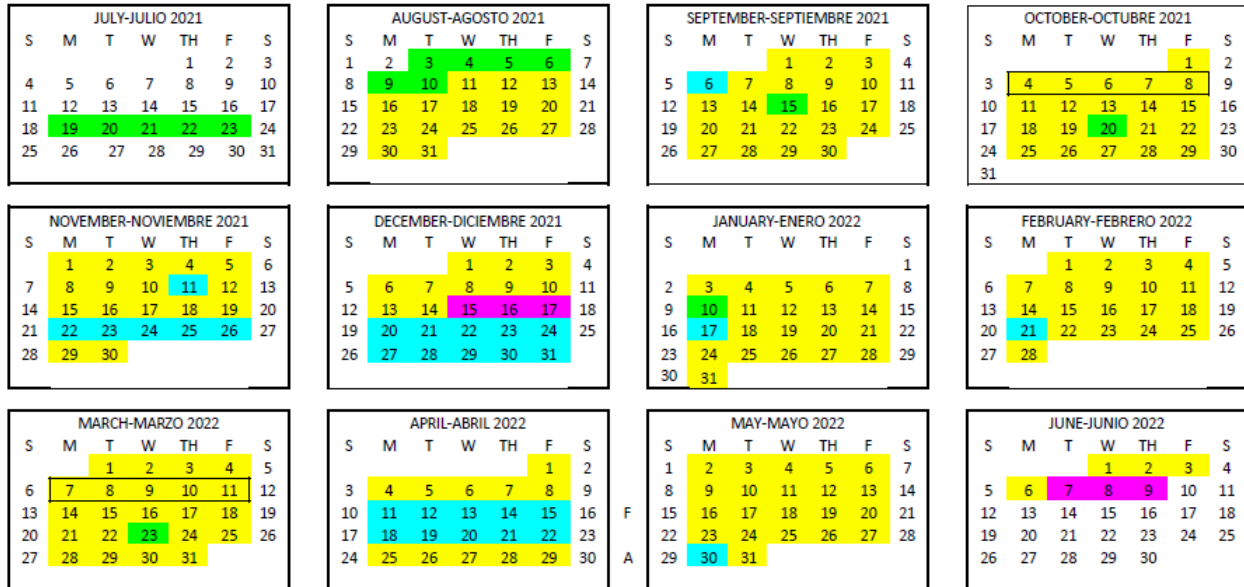 JULY-JULIO 2021
S M T W TH F S
1 2 3
4 5 6 7 8 9 10
11 12 13 14 15 16 17
18 19 20 21 22 23 24
25 26 27 28 29 30 31
AUGUST-AGOSTO 2021
S M T W TH F S
1 2 3 4 5 6 7
8 9 10 11 12 13 14
15 16 17 18 19 20 21
22 23 24 25 26 27 28
29 30 31
SEPTEMBER-SEPTIEMBRE 2021
S M T W TH F S
1 2 3 4
5 6 7 8 9 10 11
12 13 14 15 16 17 18
19 20 21 22 23 24 25
26 27 28 29 30
OCTOBER-OCTUBRE 2021
S M T W TH F S
1 2
3 4 5 6 7 8 9
10 11 12 13 14 15 16
17 18 19 20 21 22 23
24 25 26 27 28 29 30
31
NOVEMBER-NOVIEMBRE 2021
S M T W TH F S
1 2 3 4 5 6
7 8 9 10 11 12 13
14 15 16 17 18 19 20
21 22 23 24 25 26 27
28 29 30
DECEMBER-DICIEMBRE 2021
S M T W TH F S
1 2 3 4
5 6 7 8 9 10 11
12 13 14 15 16 17 18
19 20 21 22 23 24 25
26 27 28 29 30 31
JANUARY-ENERO 2022
S M T W TH F S
1
2 3 4 5 6 7 8
9 10 11 12 13 14 15
16 17 18 19 20 21 22
23 24 25 26 27 28 29
30 31
FEBRUARY-FEBRERO 2022
S M T W TH F S
1 2 3 4 5
6 7 8 9 10 11 12
13 14 15 16 17 18 19
20 21 22 23 24 25 26
27 28
MARCH-MARZO 2022
S M T W TH F S
1 2 3 4 5
6 7 8 9 10 11 12
13 14 15 16 17 18 19
20 21 22 23 24 25 26
27 28 29 30 31
APRIL-ABRIL 2022
S M T W TH F S
1 2
3 4 5 6 7 8 9
10 11 12 13 14 15 16 F
17 18 19 20 21 22 23
24 25 26 27 28 29 30 A
MAY-MAYO 2022
S M T W TH F S
1 2 3 4 5 6 7
8 9 10 11 12 13 14
15 16 17 18 19 20 21
22 23 24 25 26 27 28
29 30 31
JUNE-JUNIO 2022
S M T W TH F S
1 2 3 4
5 6 7 8 9 10 11
12 13 14 15 16 17 18
19 20 21 22 23 24 25
26 27 28 29 30